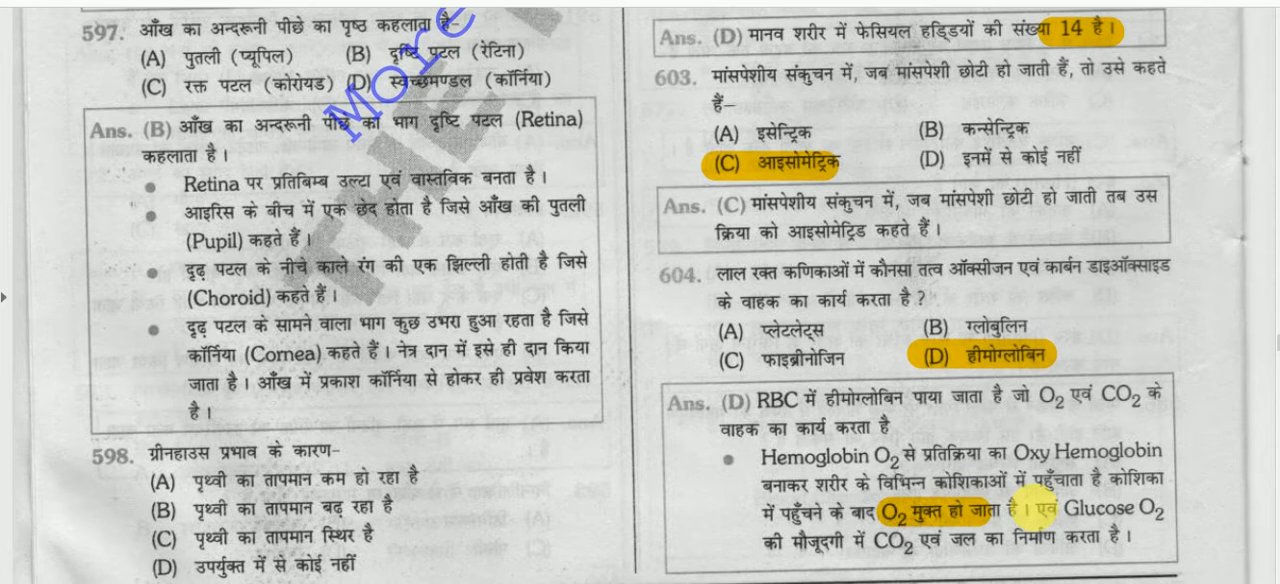 597. आँख का अन्दरूनी पीछे का पृष्ठ कहलाता है–
(A) पुतली (प्यूपिल) (B) दृष्टि पटल (रेटिना)
(C) रक्त पटल (कोरोयड) (D) स्वच्छमण्डल (कॉर्निया)
Ans. (B) आँख का अन्दरूनी पीछे का भाग दृष्टि पटल (Retina)
कहलाता है।
● Retina पर प्रतिबिम्ब उल्टा एवं वास्तविक बनता है।
● आइरिस के बीच में एक छेद होता है जिसे आँख की पुतली
(Pupil) कहते हैं।
● दृढ़ पटल के नीचे काले रंग की एक झिल्ली होती है जिसे
(Choroid) कहते हैं।
● दृढ़ पटल के सामने वाला भाग कुछ उभरा हुआ रहता है जिसे
कॉर्निया (Cornea) कहते हैं। नेत्र दान में इसे ही दान किया
जाता है। आँख में प्रकाश कॉर्निया से होकर ही प्रवेश करता
है।
598. ग्रीनहाउस प्रभाव के कारण–
(A) पृथ्वी का तापमान कम हो रहा है
(B) पृथ्वी का तापमान बढ़ रहा है
(C) पृथ्वी का तापमान स्थिर है
(D) उपर्युक्त में से कोई नहीं
More
Ans. (D) मानव शरीर में फेसियल हड्डियों की संख्या 14 है।
603. मांसपेशीय संकुचन में, जब मांसपेशी छोटी हो जाती हैं, तो उसे कहते
हैं–
(A) इसेन्ट्रिक (B) कन्सेन्ट्रिक
(C) आइसोमेट्रिक (D) इनमें से कोई नहीं
Ans. (C) मांसपेशीय संकुचन में, जब मांसपेशी छोटी हो जाती तब उस
क्रिया को आइसोमेट्रिड कहते हैं।
604. लाल रक्त कणिकाओं में कौनसा तत्व ऑक्सीजन एवं कार्बन डाइऑक्साइड
के वाहक का कार्य करता है?
(A) प्लेटलेट्स (B) ग्लोबुलिन
(C) फाइब्रीनोजिन (D) हीमोग्लोबिन
Ans. (D) RBC में हीमोग्लोबिन पाया जाता है जो O₂ एवं CO₂ के
वाहक का कार्य करता है
● Hemoglobin O₂ से प्रतिक्रिया का Oxy Hemoglobin
बनाकर शरीर के विभिन्न कोशिकाओं में पहुँचाता है कोशिका
में पहुँचने के बाद O₂ मुक्त हो जाता है। एवं Glucose O₂
की मौजूदगी में CO₂ एवं जल का निर्माण करता है।